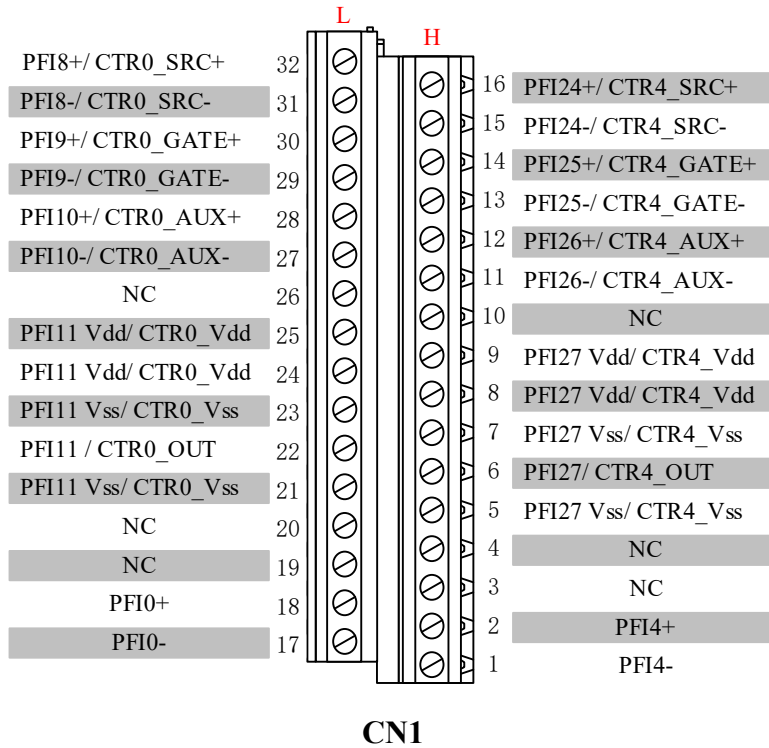 L
H
PFI8+/ CTR0_SRC+ 32
PFI8-/ CTR0_SRC- 31
PFI9+/ CTR0_GATE+ 30
PFI9-/ CTR0_GATE- 29
PFI10+/ CTR0_AUX+ 28
PFI10-/ CTR0_AUX- 27
NC 26
PFI11 Vdd/ CTR0_Vdd 25
PFI11 Vdd/ CTR0_Vdd 24
PFI11 Vss/ CTR0_Vss 23
PFI11 / CTR0_OUT 22
PFI11 Vss/ CTR0_Vss 21
NC 20
NC 19
PFI0+ 18
PFI0- 17
16 PFI24+/ CTR4_SRC+
15 PFI24-/ CTR4_SRC-
14 PFI25+/ CTR4_GATE+
13 PFI25-/ CTR4_GATE-
12 PFI26+/ CTR4_AUX+
11 PFI26-/ CTR4_AUX-
10 NC
9 PFI27 Vdd/ CTR4_Vdd
8 PFI27 Vdd/ CTR4_Vdd
7 PFI27 Vss/ CTR4_Vss
6 PFI27/ CTR4_OUT
5 PFI27 Vss/ CTR4_Vss
4 NC
3 NC
2 PFI4+
1 PFI4-
CN1